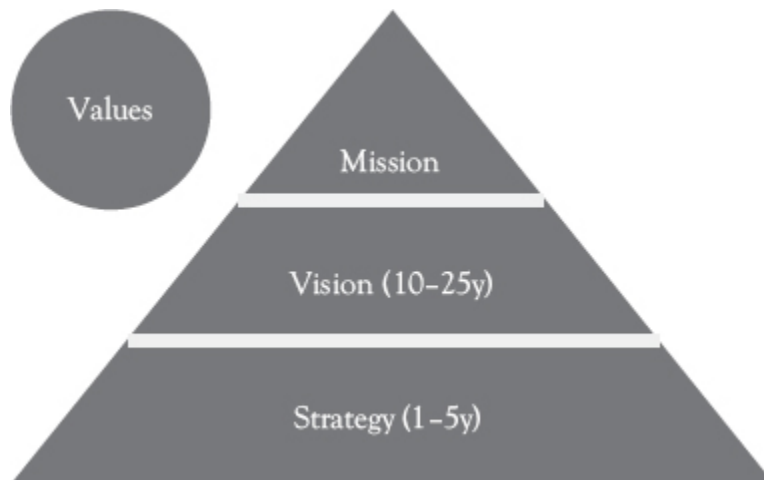 Values
Mission
Vision (10–25y)
Strategy (1–5y)